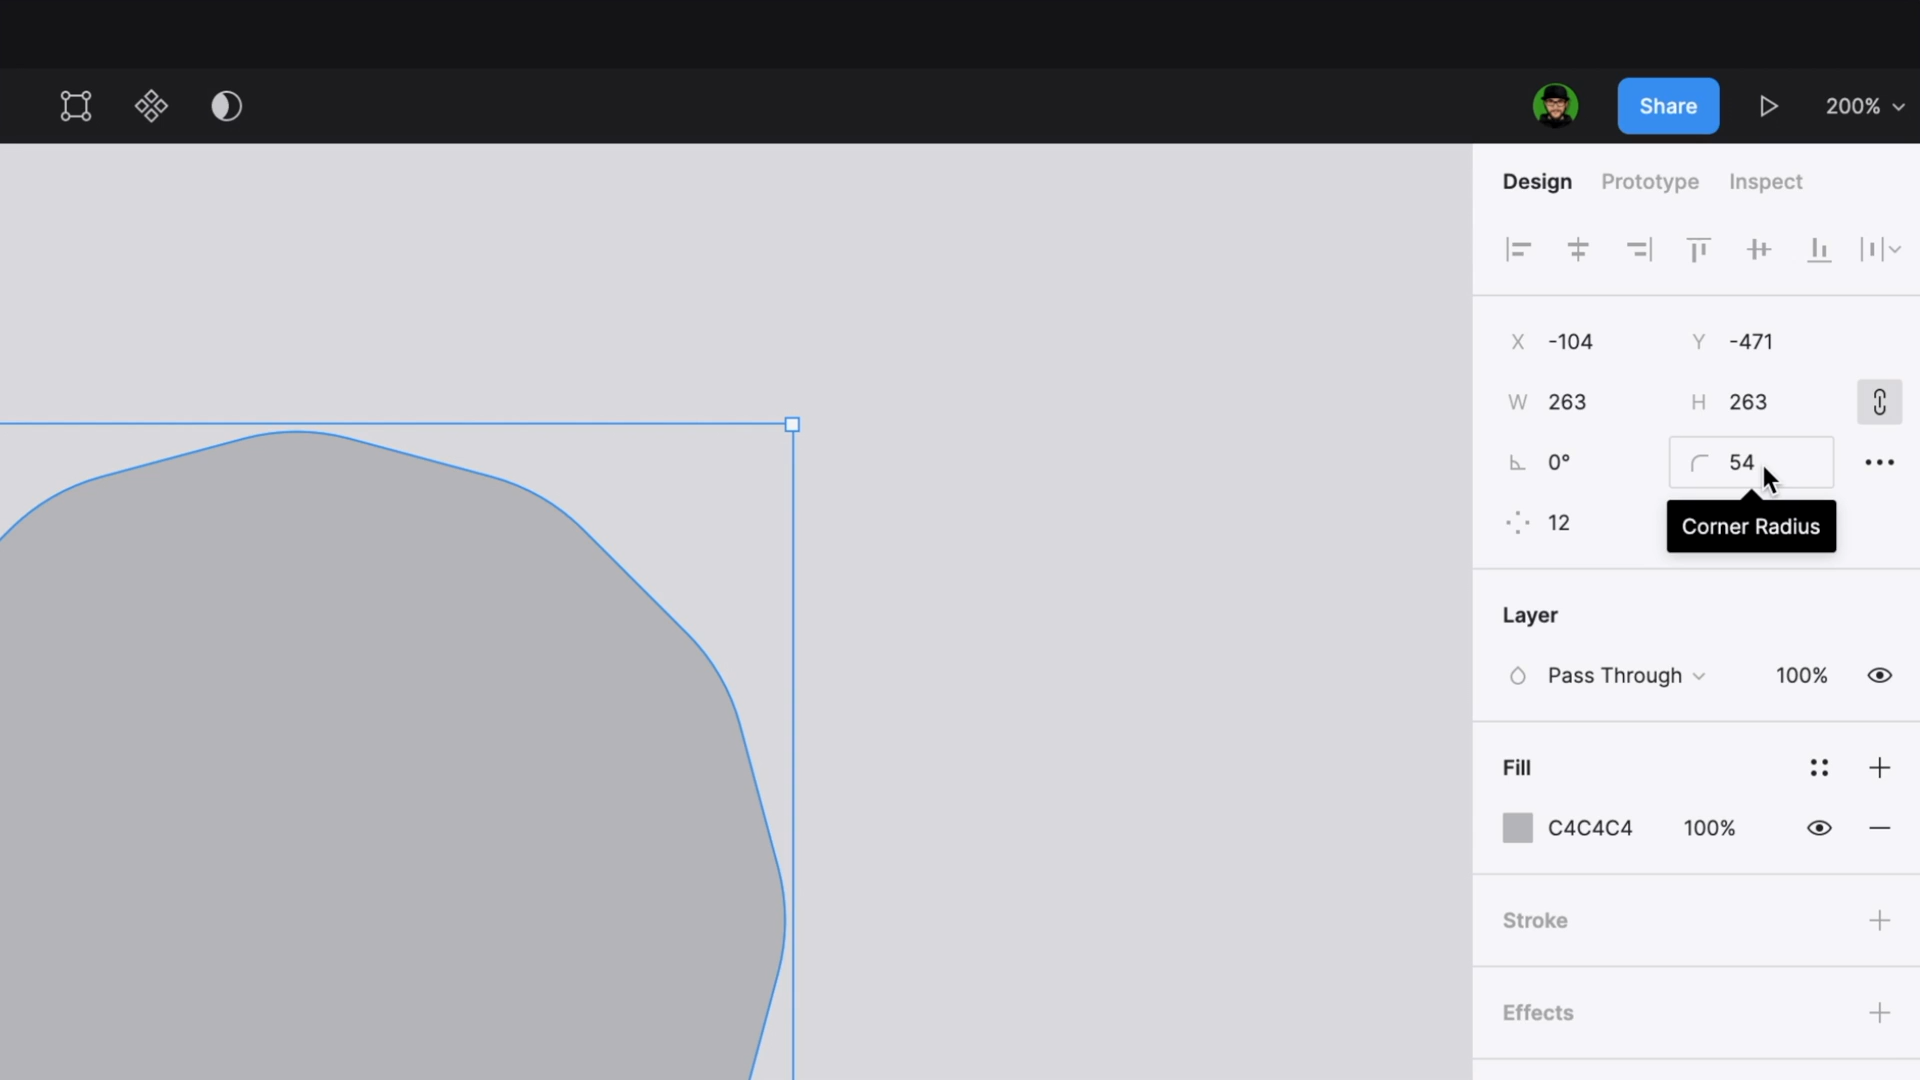 Share
200%
Design Prototype Inspect
X -104 Y -471
W 263 H 263
0° 54
12 Corner Radius
Layer
Pass Through 100%
Fill
C4C4C4 100%
Stroke
Effects